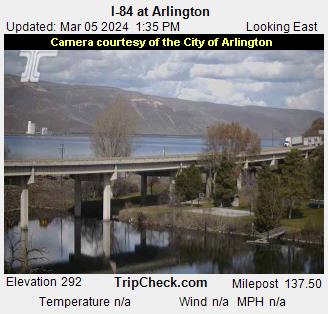 I-84 at Arlington
Updated: Mar 05 2024 1:35 PM Looking East
Camera courtesy of the City of Arlington
Elevation 292 TripCheck.com Milepost 137.50
Temperature n/a Wind n/a MPH n/a